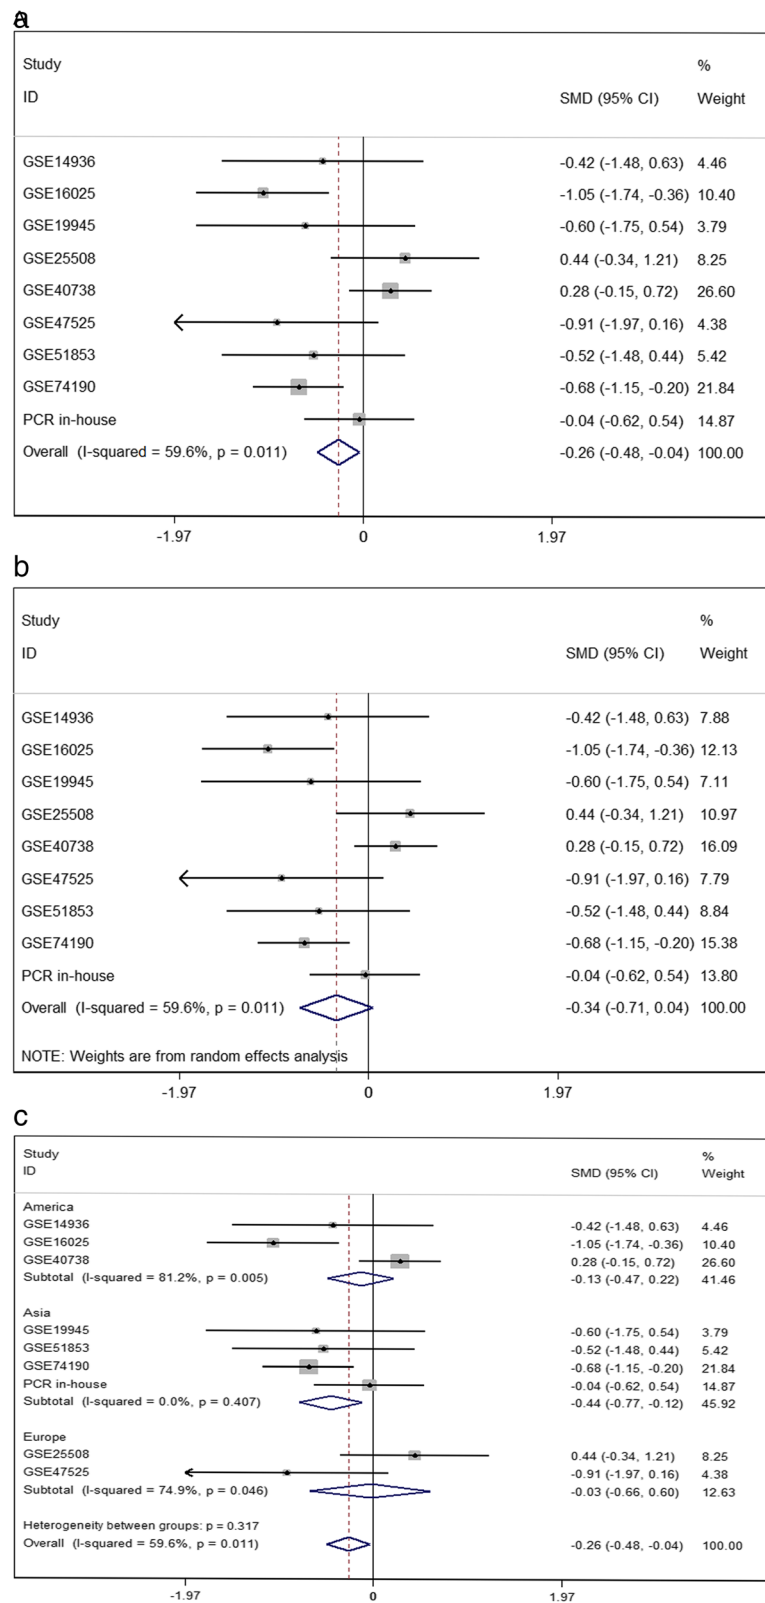 a
Study %
ID SMD (95% CI) Weight
GSE14936 -0.42 (-1.48, 0.63) 4.46
GSE16025 -1.05 (-1.74, -0.36) 10.40
GSE19945 -0.60 (-1.75, 0.54) 3.79
GSE25508 0.44 (-0.34, 1.21) 8.25
GSE40738 0.28 (-0.15, 0.72) 26.60
GSE47525 -0.91 (-1.97, 0.16) 4.38
GSE51853 -0.52 (-1.48, 0.44) 5.42
GSE74190 -0.68 (-1.15, -0.20) 21.84
PCR in-house -0.04 (-0.62, 0.54) 14.87
Overall (I-squared = 59.6%, p = 0.011) -0.26 (-0.48, -0.04) 100.00
-1.97 0 1.97
b
Study %
ID SMD (95% CI) Weight
GSE14936 -0.42 (-1.48, 0.63) 7.88
GSE16025 -1.05 (-1.74, -0.36) 12.13
GSE19945 -0.60 (-1.75, 0.54) 7.11
GSE25508 0.44 (-0.34, 1.21) 10.97
GSE40738 0.28 (-0.15, 0.72) 16.09
GSE47525 -0.91 (-1.97, 0.16) 7.79
GSE51853 -0.52 (-1.48, 0.44) 8.84
GSE74190 -0.68 (-1.15, -0.20) 15.38
PCR in-house -0.04 (-0.62, 0.54) 13.80
Overall (I-squared = 59.6%, p = 0.011) -0.34 (-0.71, 0.04) 100.00
NOTE: Weights are from random effects analysis
-1.97 0 1.97
c
Study %
ID SMD (95% CI) Weight
America
GSE14936 -0.42 (-1.48, 0.63) 4.46
GSE16025 -1.05 (-1.74, -0.36) 10.40
GSE40738 0.28 (-0.15, 0.72) 26.60
Subtotal (I-squared = 81.2%, p = 0.005) -0.13 (-0.47, 0.22) 41.46
Asia
GSE19945 -0.60 (-1.75, 0.54) 3.79
GSE51853 -0.52 (-1.48, 0.44) 5.42
GSE74190 -0.68 (-1.15, -0.20) 21.84
PCR in-house -0.04 (-0.62, 0.54) 14.87
Subtotal (I-squared = 0.0%, p = 0.407) -0.44 (-0.77, -0.12) 45.92
Europe
GSE25508 0.44 (-0.34, 1.21) 8.25
GSE47525 -0.91 (-1.97, 0.16) 4.38
Subtotal (I-squared = 74.9%, p = 0.046) -0.03 (-0.66, 0.60) 12.63
Heterogeneity between groups: p = 0.317
Overall (I-squared = 59.6%, p = 0.011) -0.26 (-0.48, -0.04) 100.00
-1.97 0 1.97